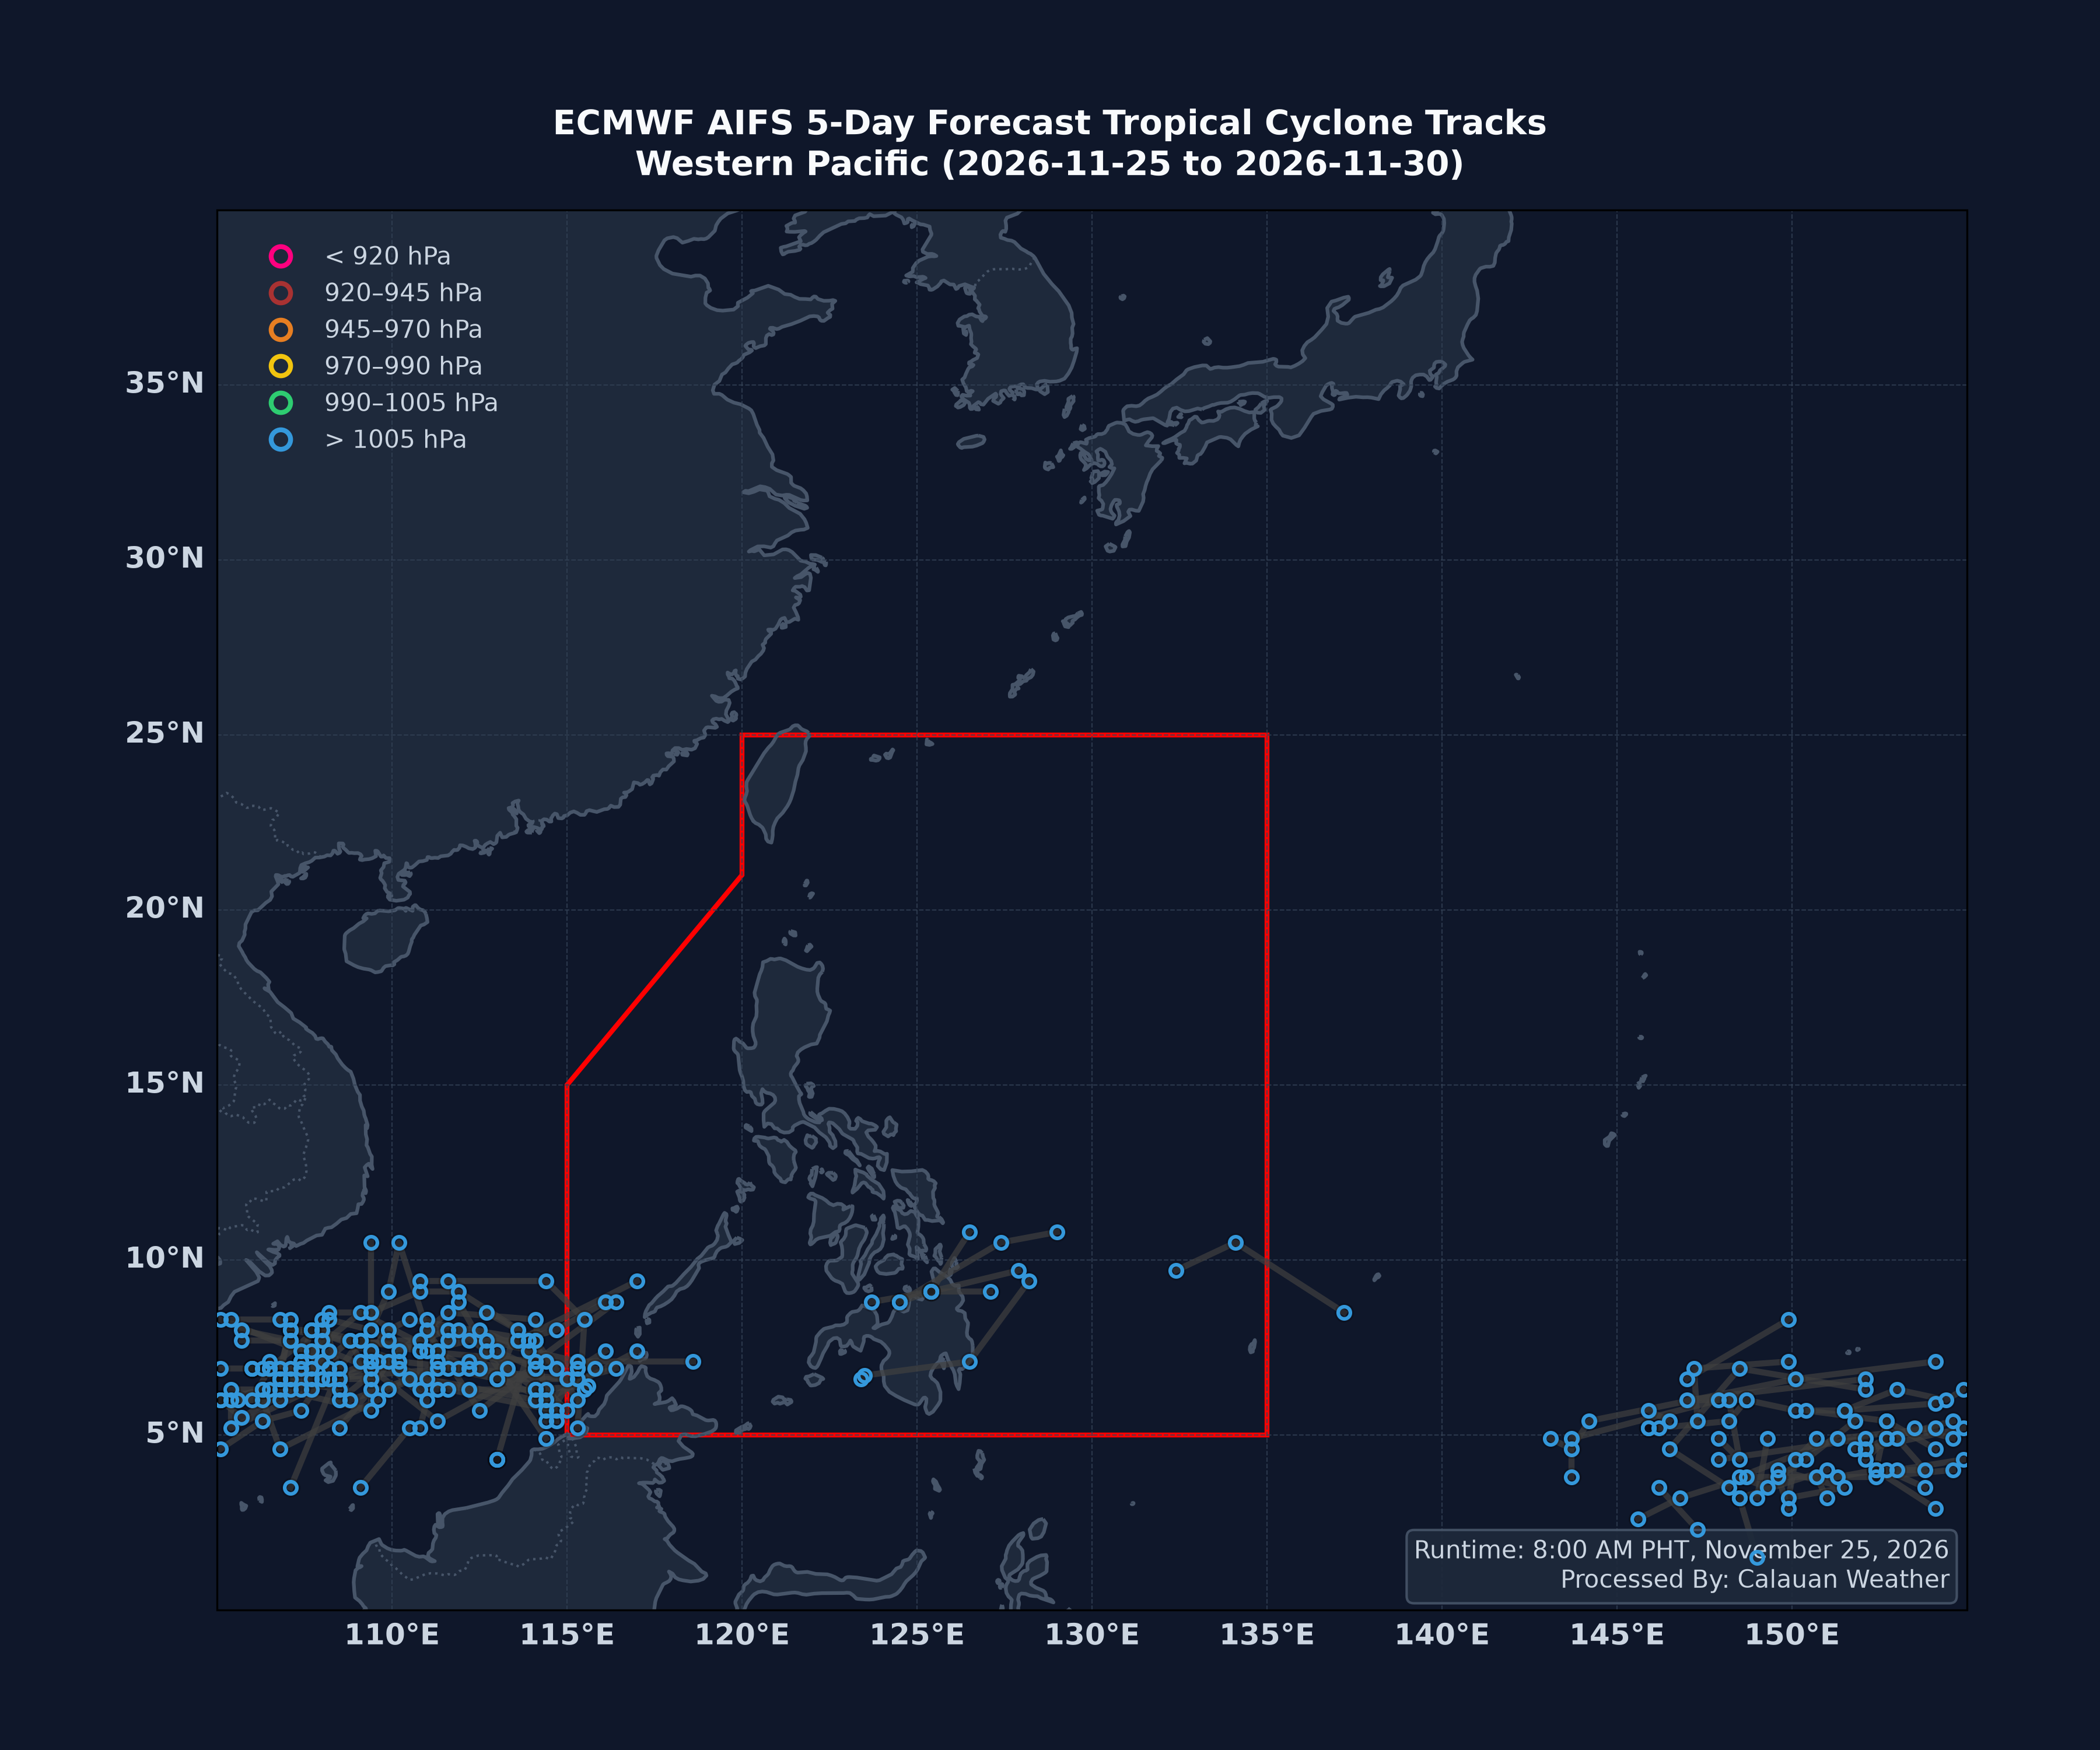 ECMWF AIFS 5-Day Forecast Tropical Cyclone Tracks
Western Pacific (2026-11-25 to 2026-11-30)
< 920 hPa
920–945 hPa
945–970 hPa
970–990 hPa
990–1005 hPa
> 1005 hPa
35°N
30°N
25°N
20°N
15°N
10°N
5°N
Runtime: 8:00 AM PHT, November 25, 2026
Processed By: Calauan Weather
110°E 115°E 120°E 125°E 130°E 135°E 140°E 145°E 150°E